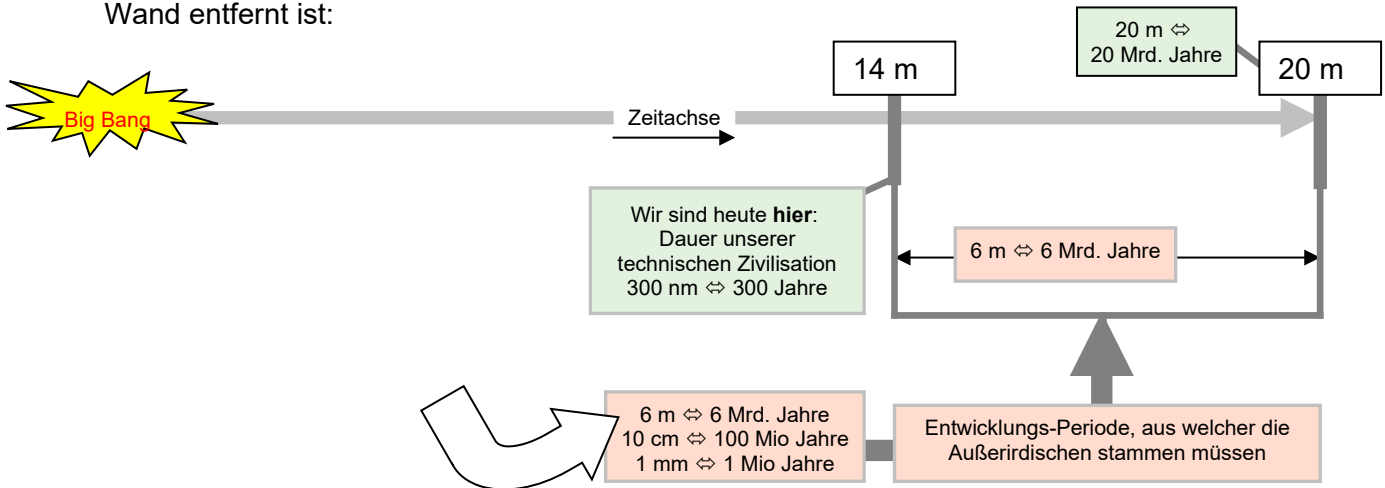 Wand entfernt ist:
20 m ⇔
20 Mrd. Jahre
14 m
20 m
Big Bang
Zeitachse
Wir sind heute hier:
Dauer unserer
technischen Zivilisation
300 nm ⇔ 300 Jahre
6 m ⇔ 6 Mrd. Jahre
6 m ⇔ 6 Mrd. Jahre
10 cm ⇔ 100 Mio Jahre
1 mm ⇔ 1 Mio Jahre
Entwicklungs-Periode, aus welcher die
Außerirdischen stammen müssen